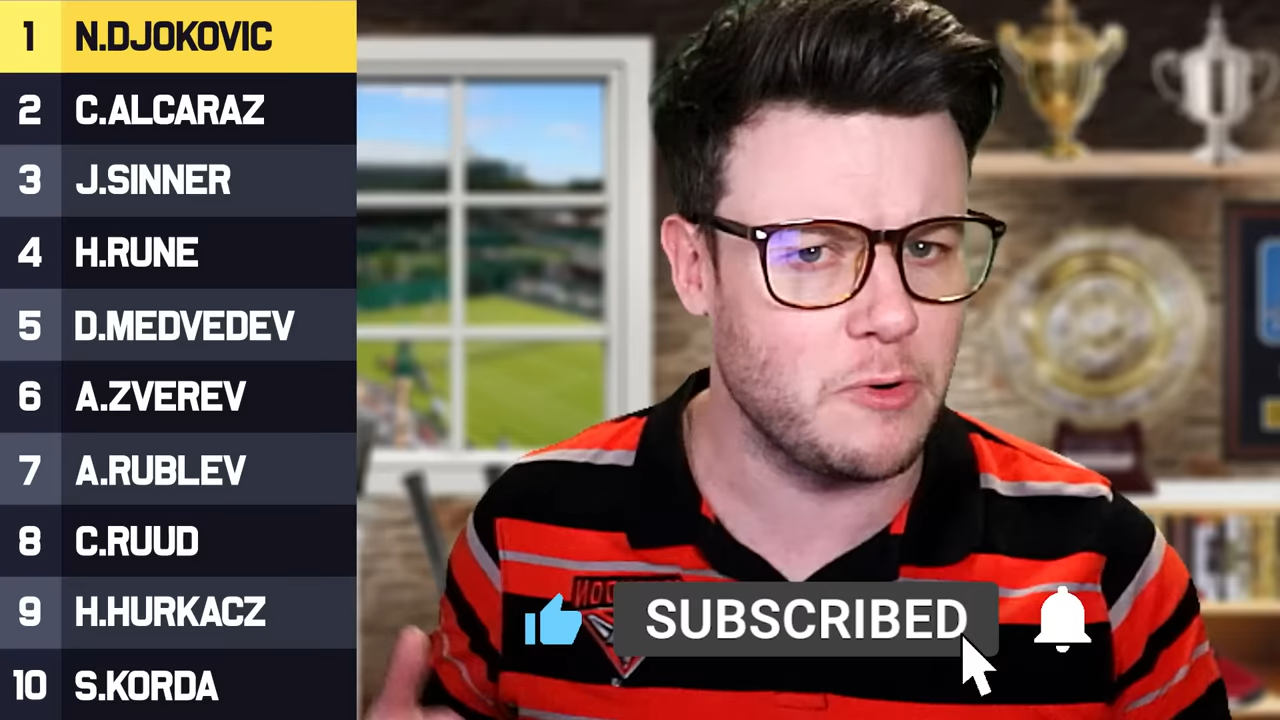 1 N.DJOKOVIC
2 C.ALCARAZ
3 J.SINNER
4 H.RUNE
5 D.MEDVEDEV
6 A.ZVEREV
7 A.RUBLEV
8 C.RUUD
9 H.HURKACZ
10 S.KORDA
SUBSCRIBED